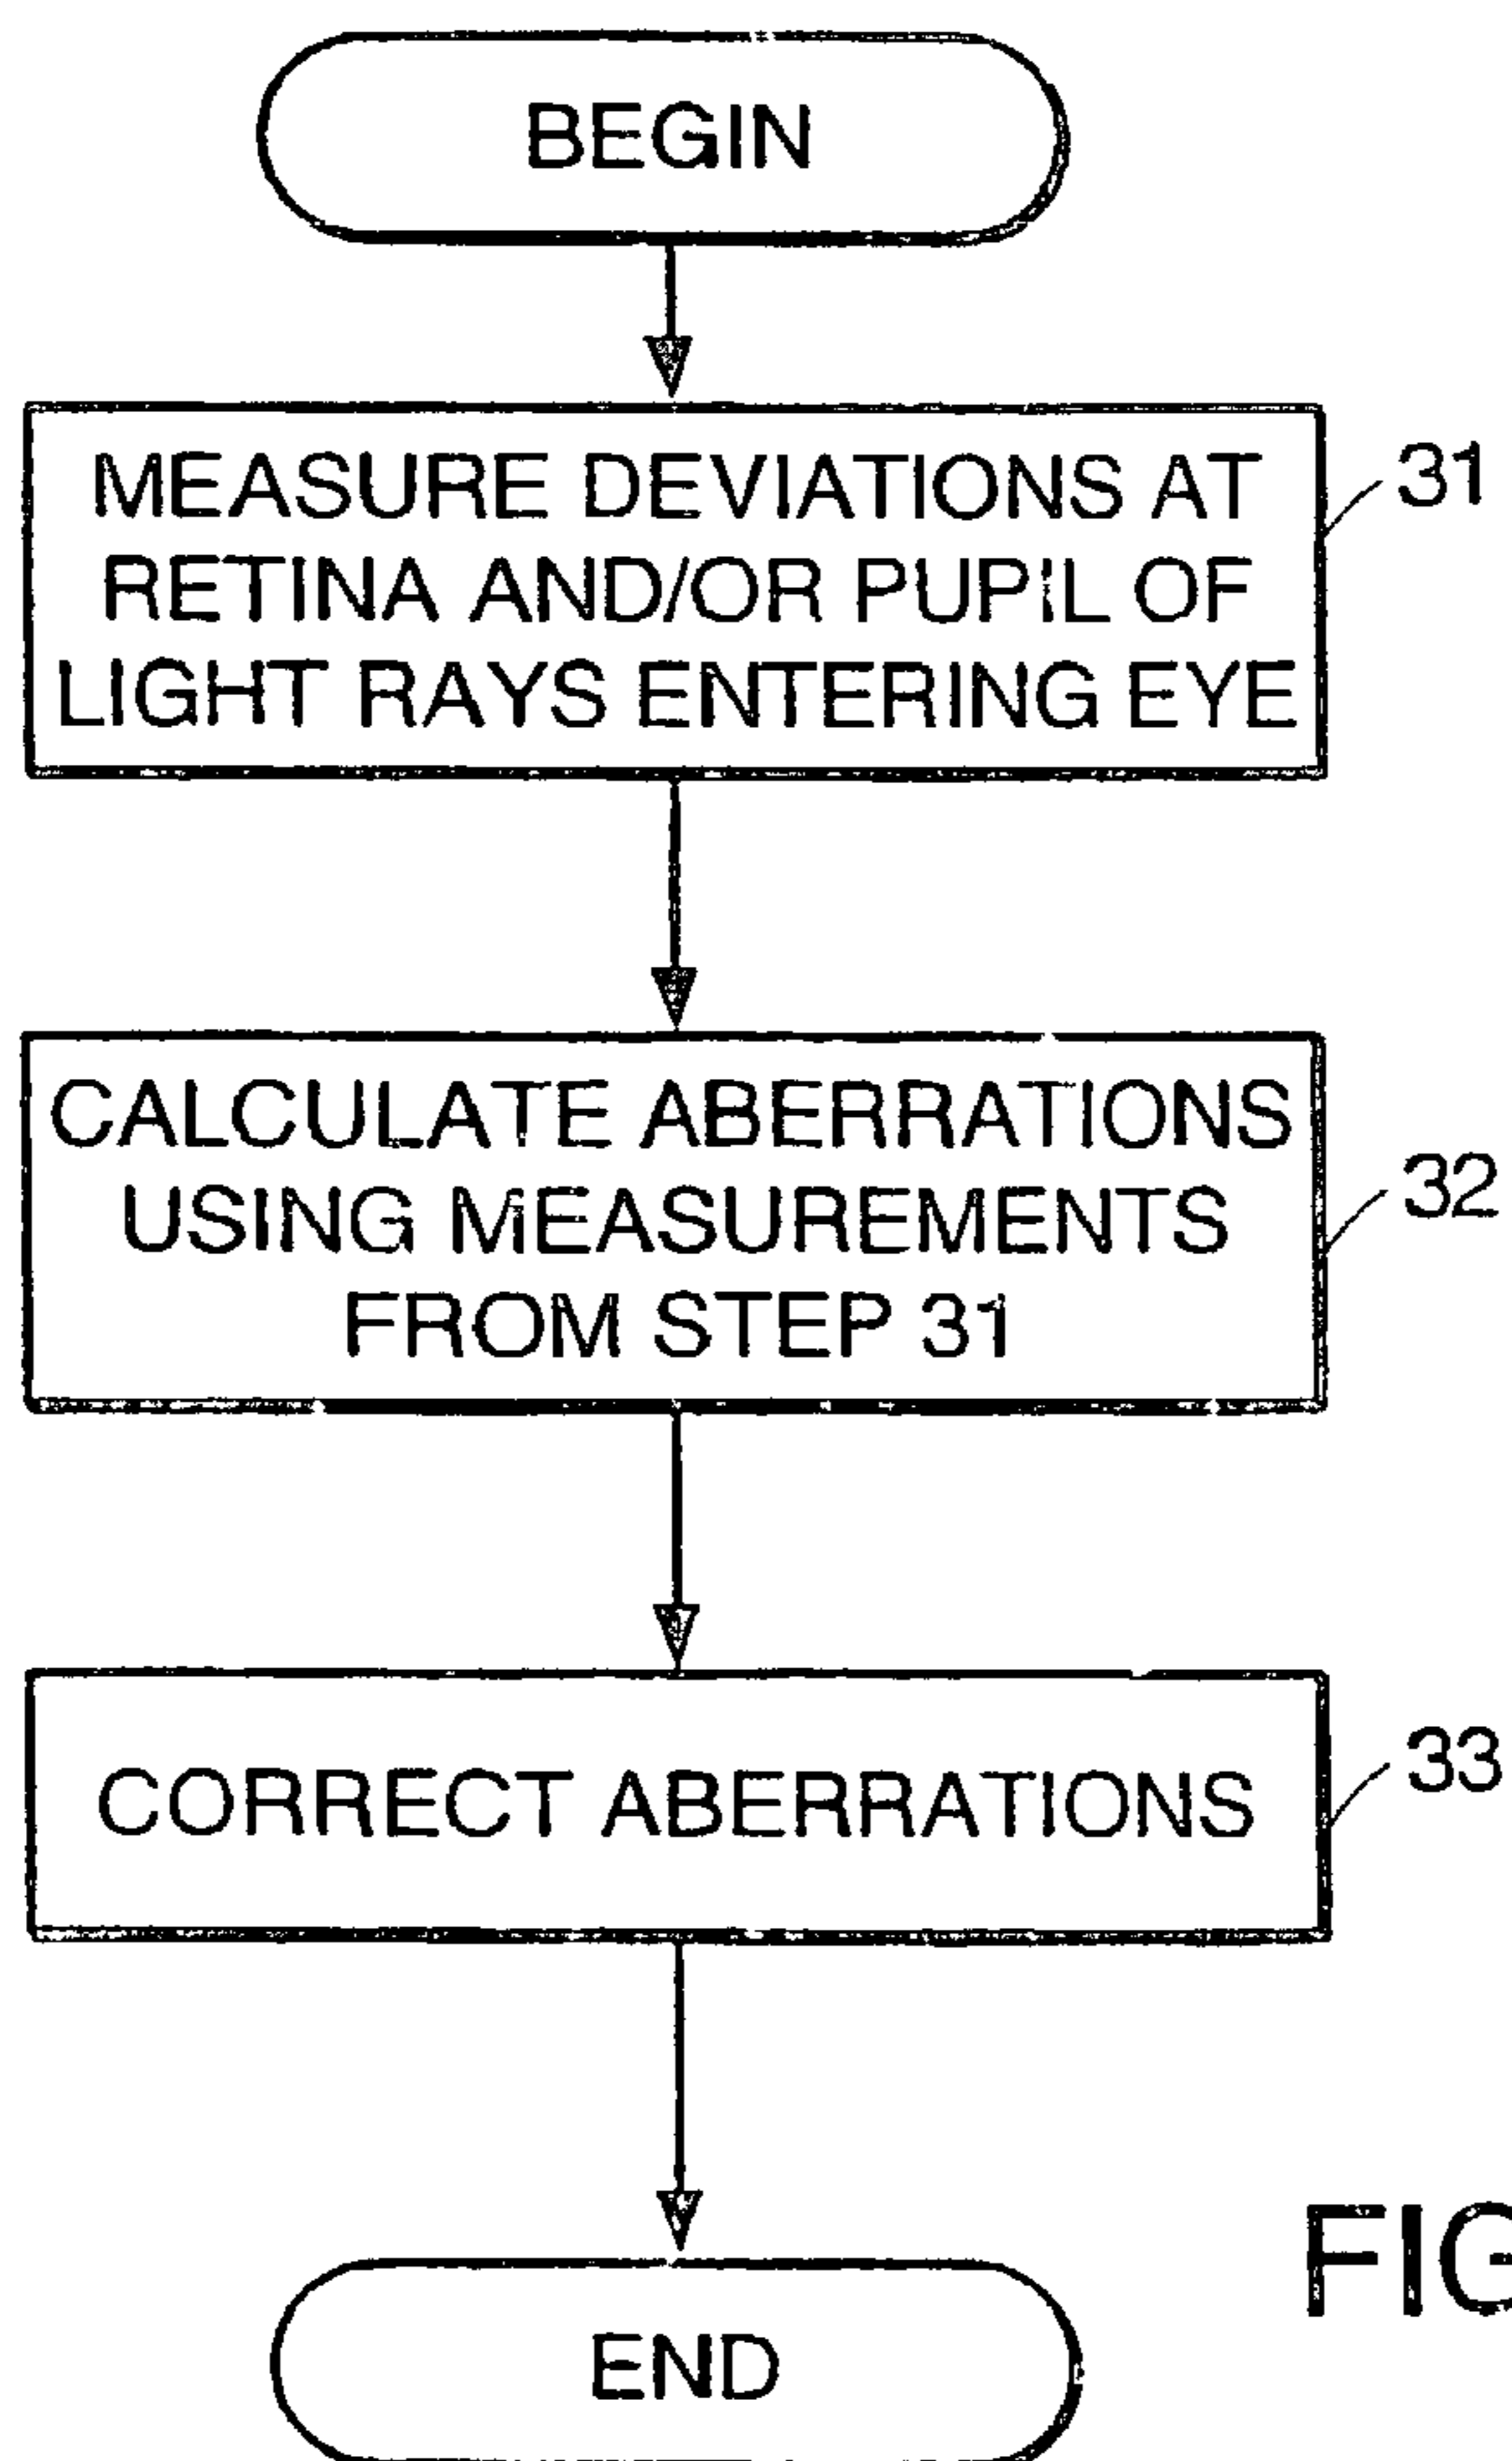 BEGIN
MEASURE DEVIATIONS AT
RETINA AND/OR PUPIL OF
LIGHT RAYS ENTERING EYE
31
CALCULATE ABERRATIONS
USING MEASUREMENTS
FROM STEP 31
32
CORRECT ABERRATIONS
33
END